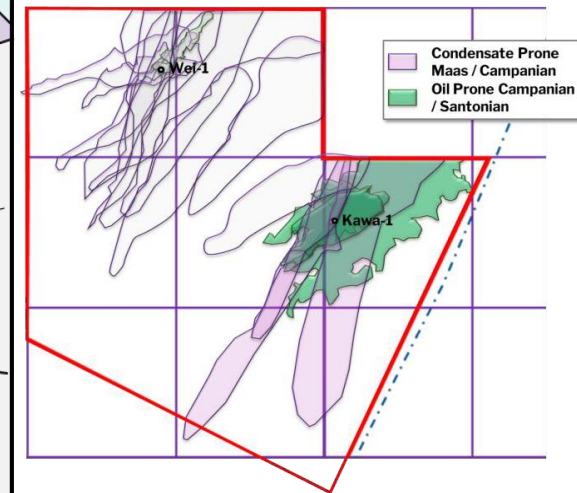 Wei-1
Condensate Prone
Maas / Campanian
Oil Prone Campanian
/ Santonian
Kawa-1